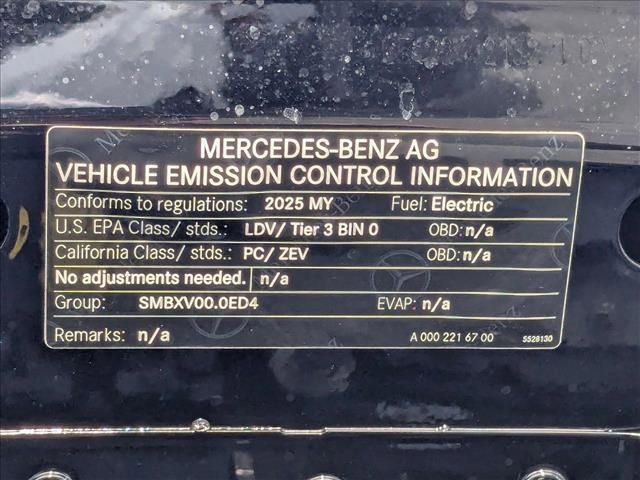 MERCEDES-BENZ AG
VEHICLE EMISSION CONTROL INFORMATION
Conforms to regulations: 2025 MY Fuel: Electric
U.S. EPA Class/ stds.: LDV/ Tier 3 BIN 0 OBD: n/a
California Class/ stds.: PC/ ZEV OBD: n/a
No adjustments needed. n/a
Group: SMBXV00.0ED4 EVAP: n/a
Remarks: n/a A 000 221 67 00 5528130